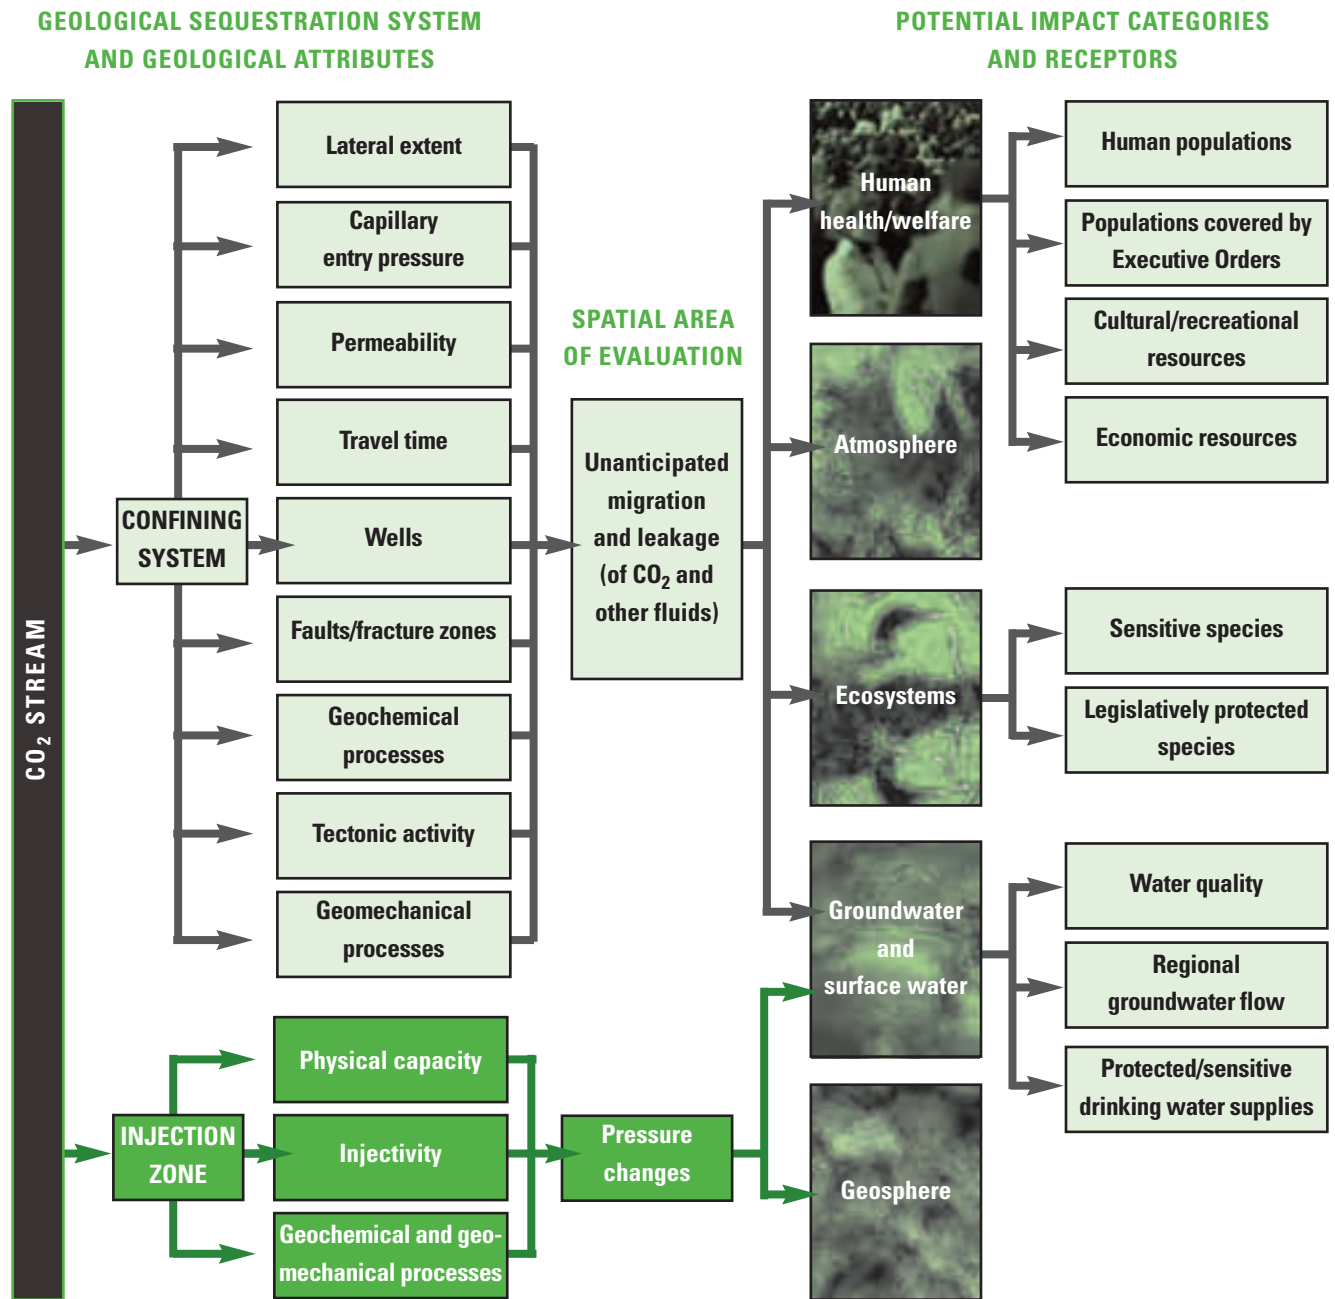 GEOLOGICAL SEQUESTRATION SYSTEM
AND GEOLOGICAL ATTRIBUTES
POTENTIAL IMPACT CATEGORIES
AND RECEPTORS
CO2 STREAM
CONFINING
SYSTEM
Lateral extent
Capillary
entry pressure
Permeability
Travel time
Wells
Faults/fracture zones
Geochemical
processes
Tectonic activity
Geomechanical
processes
INJECTION
ZONE
Physical capacity
Injectivity
Geochemical and geo-
mechanical processes
SPATIAL AREA
OF EVALUATION
Unanticipated
migration
and leakage
(of CO2 and
other fluids)
Pressure
changes
Human
health/welfare
Atmosphere
Ecosystems
Groundwater
and
surface water
Geosphere
Human populations
Populations covered by
Executive Orders
Cultural/recreational
resources
Economic resources
Sensitive species
Legislatively protected
species
Water quality
Regional
groundwater flow
Protected/sensitive
drinking water supplies